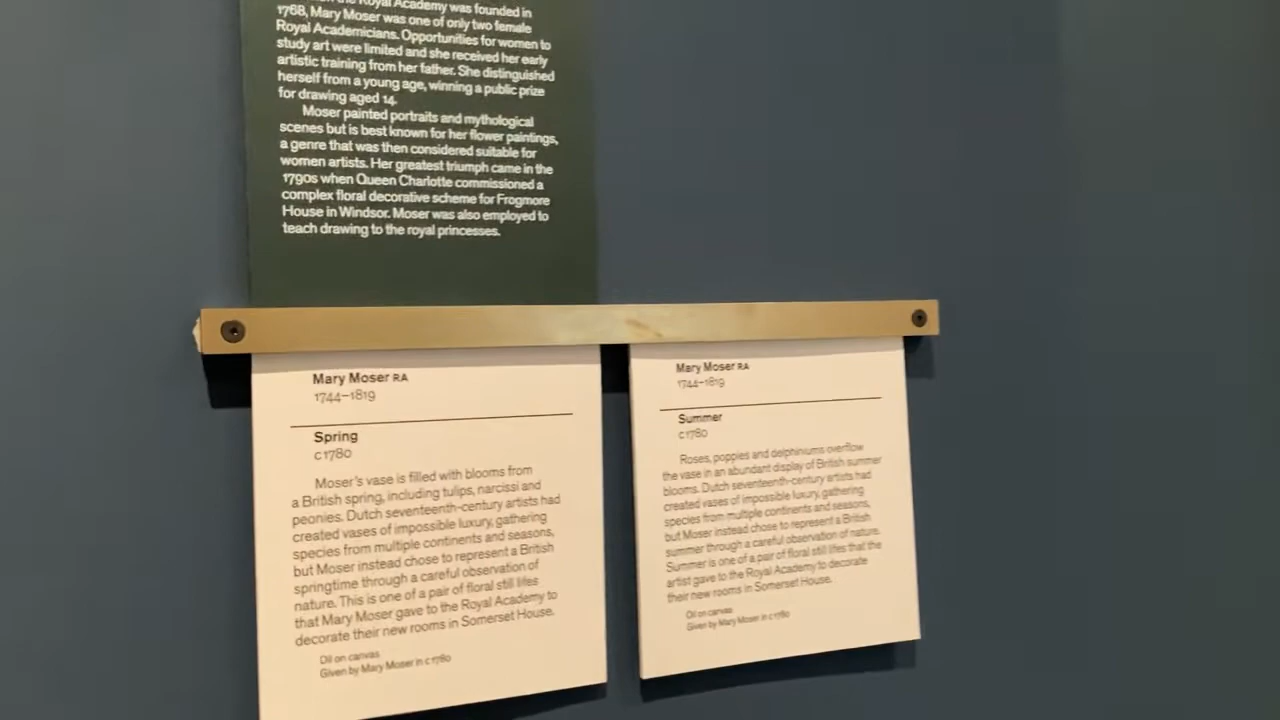 the Royal Academy was founded in
1768, Mary Moser was one of only two female
Royal Academicians. Opportunities for women to
study art were limited and she received her early
artistic training from her father. She distinguished
herself from a young age, winning a public prize
for drawing aged 14.
Moser painted portraits and mythological
scenes but is best known for her flower paintings,
a genre that was then considered suitable for
women artists. Her greatest triumph came in the
1790s when Queen Charlotte commissioned a
complex floral decorative scheme for Frogmore
House in Windsor. Moser was also employed to
teach drawing to the royal princesses.
Mary Moser RA
1744–1819
Spring
c1780
Moser's vase is filled with blooms from
a British spring, including tulips, narcissi and
peonies. Dutch seventeenth-century artists had
created vases of impossible luxury, gathering
species from multiple continents and seasons,
but Moser instead chose to represent a British
springtime through a careful observation of
nature. This is one of a pair of floral still lifes
that Mary Moser gave to the Royal Academy to
decorate their new rooms in Somerset House.
Oil on canvas
Given by Mary Moser in c1780
Mary Moser RA
1744–1819
Summer
c1780
Roses, poppies and delphiniums overflow
the vase in an abundant display of British summer
blooms. Dutch seventeenth-century artists had
created vases of impossible luxury, gathering
species from multiple continents and seasons,
but Moser instead chose to represent a British
summer through a careful observation of nature.
Summer is one of a pair of floral still lifes that the
artist gave to the Royal Academy to decorate
their new rooms in Somerset House.
Oil on canvas
Given by Mary Moser in c1780